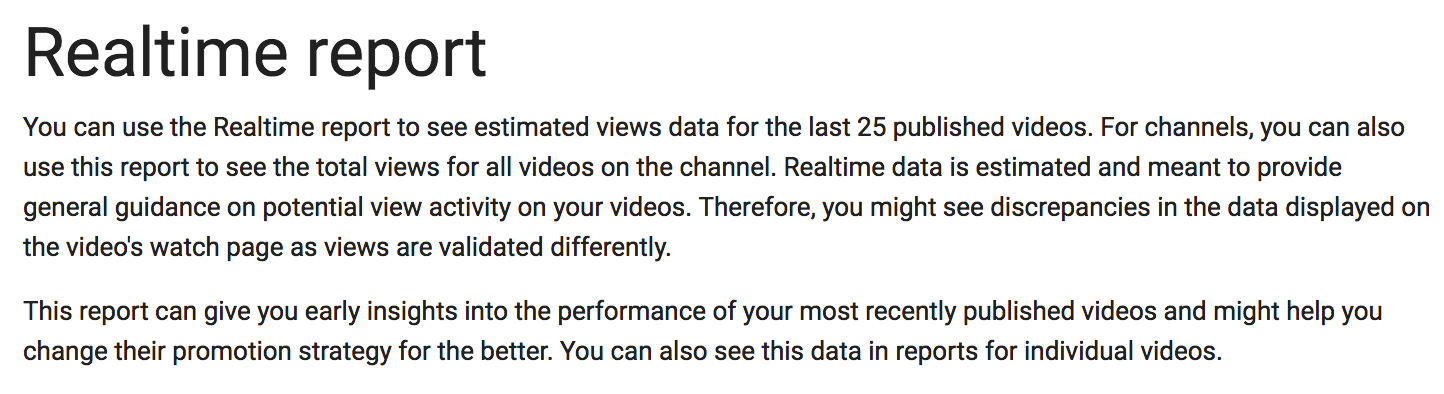 Realtime report
You can use the Realtime report to see estimated views data for the last 25 published videos. For channels, you can also
use this report to see the total views for all videos on the channel. Realtime data is estimated and meant to provide
general guidance on potential view activity on your videos. Therefore, you might see discrepancies in the data displayed on
the video's watch page as views are validated differently.
This report can give you early insights into the performance of your most recently published videos and might help you
change their promotion strategy for the better. You can also see this data in reports for individual videos.